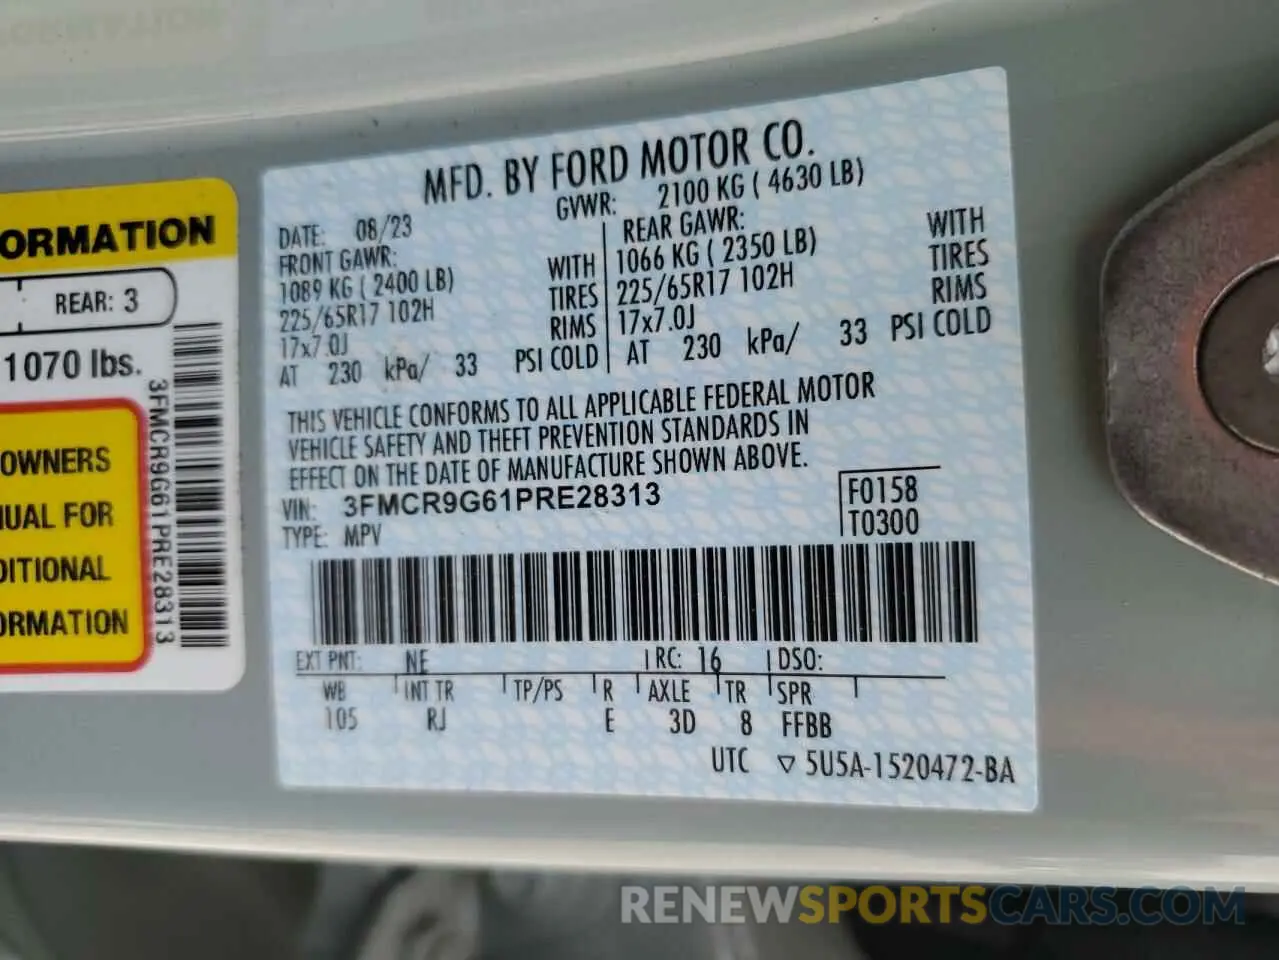 ORMATION
REAR: 3
1070 lbs.
OWNERS
UAL FOR
DITIONAL
ORMATION
3FMCR9G61PRE28313
MFD. BY FORD MOTOR CO.
DATE: 08/23 GVWR: 2100 KG ( 4630 LB)
FRONT GAWR: REAR GAWR:
1089 KG ( 2400 LB) WITH 1066 KG ( 2350 LB) WITH
225/65R17 102H TIRES 225/65R17 102H TIRES
17x7.0J RIMS 17x7.0J RIMS
AT 230 kPa/ 33 PSI COLD AT 230 kPa/ 33 PSI COLD
THIS VEHICLE CONFORMS TO ALL APPLICABLE FEDERAL MOTOR
VEHICLE SAFETY AND THEFT PREVENTION STANDARDS IN
EFFECT ON THE DATE OF MANUFACTURE SHOWN ABOVE.
VIN: 3FMCR9G61PRE28313 F0158
TYPE: MPV T0300
EXT PNT: NE RC: 16 DSO:
WB INT TR TP/PS R AXLE TR SPR
105 RJ E 3D 8 FFBB
UTC ▽ 5U5A-1520472-BA
RENEWSPORTSCARS.COM